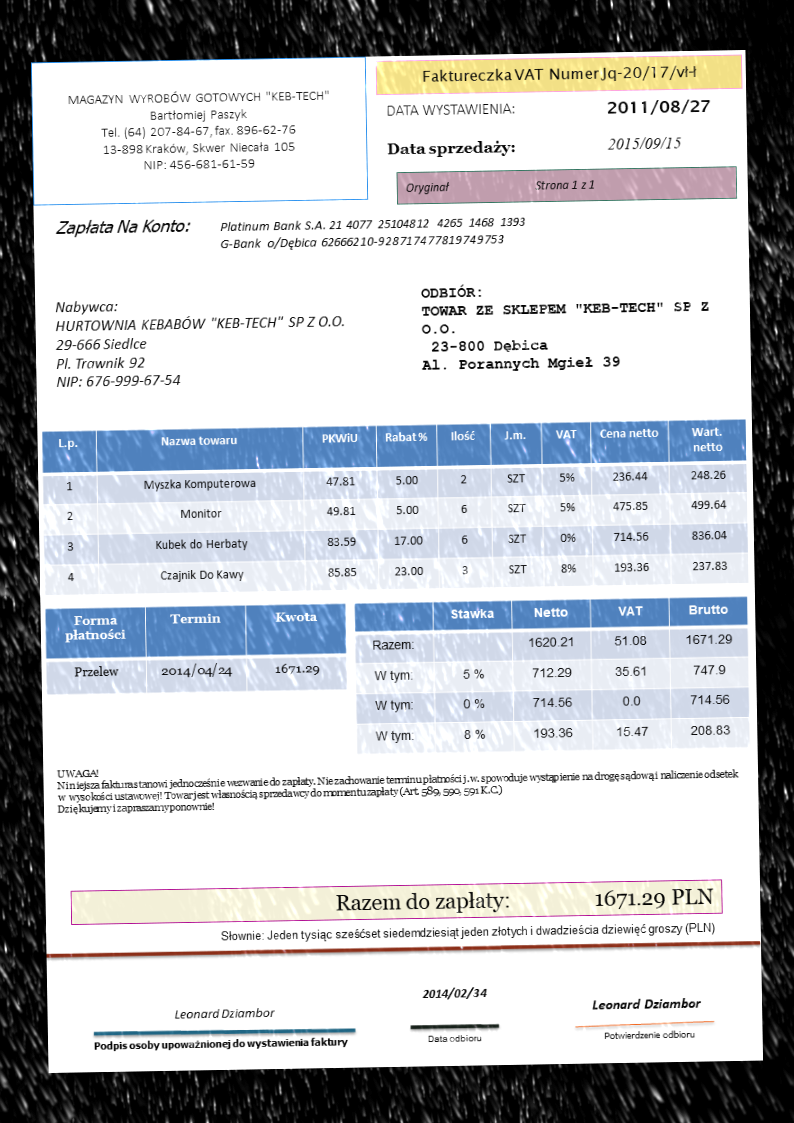 MAGAZYN WYROBÓW GOTOWYCH "KEB-TECH"
Bartłomiej Paszyk
Tel. (64) 207-84-67, fax. 896-62-76
13-898 Kraków, Skwer Niecała 105
NIP: 456-681-61-59
Faktureczka VAT Numer Jq-20/17/vł-ł
DATA WYSTAWIENIA: 2011/08/27
Data sprzedaży: 2015/09/15
Oryginał Strona 1 z 1
Zapłata Na Konto: Platinum Bank S.A. 21 4077 25104812 4265 1468 1393
G-Bank o/Dębica 62666210-928717477819749753
Nabywca:
HURTOWNIA KEBABÓW "KEB-TECH" SP Z O.O.
29-666 Siedlce
Pl. Trawnik 92
NIP: 676-999-67-54
ODBIÓR:
TOWAR ZE SKLEPEM "KEB-TECH" SP Z
O.O.
23-800 Dębica
Al. Porannych Mgieł 39
L.p. Nazwa towaru PKWiU Rabat % Ilość J.m. VAT Cena netto Wart. netto
1 Myszka Komputerowa 47.81 5.00 2 SZT 5% 236.44 248.26
2 Monitor 49.81 5.00 6 SZT 5% 475.85 499.64
3 Kubek do Herbaty 83.59 17.00 6 SZT 0% 714.56 836.04
4 Czajnik Do Kawy 85.85 23.00 3 SZT 8% 193.36 237.83
Forma płatności Termin Kwota
Przelew 2014/04/24 1671.29
Stawka Netto VAT Brutto
Razem: 1620.21 51.08 1671.29
W tym: 5 % 712.29 35.61 747.9
W tym: 0 % 714.56 0.0 714.56
W tym: 8 % 193.36 15.47 208.83
UWAGA!
Niniejsza faktura stanowi jednocześnie wezwanie do zapłaty. Nie zachowanie terminu płatności j.w. spowoduje wystąpienie na drogę sądową i naliczenie odsetek
w wysokości ustawowej! Towar jest własnością sprzedawcy do momentu zapłaty (Art. 589, 590, 591 K.C.)
Dziękujemy i zapraszamy ponownie!
Razem do zapłaty: 1671.29 PLN
Słownie: Jeden tysiąc sześćset siedemdziesiąt jeden złotych i dwadzieścia dziewięć groszy (PLN)
Leonard Dziambor
Podpis osoby upoważnionej do wystawienia faktury
2014/02/34
Data odbioru
Leonard Dziambor
Potwierdzenie odbioru